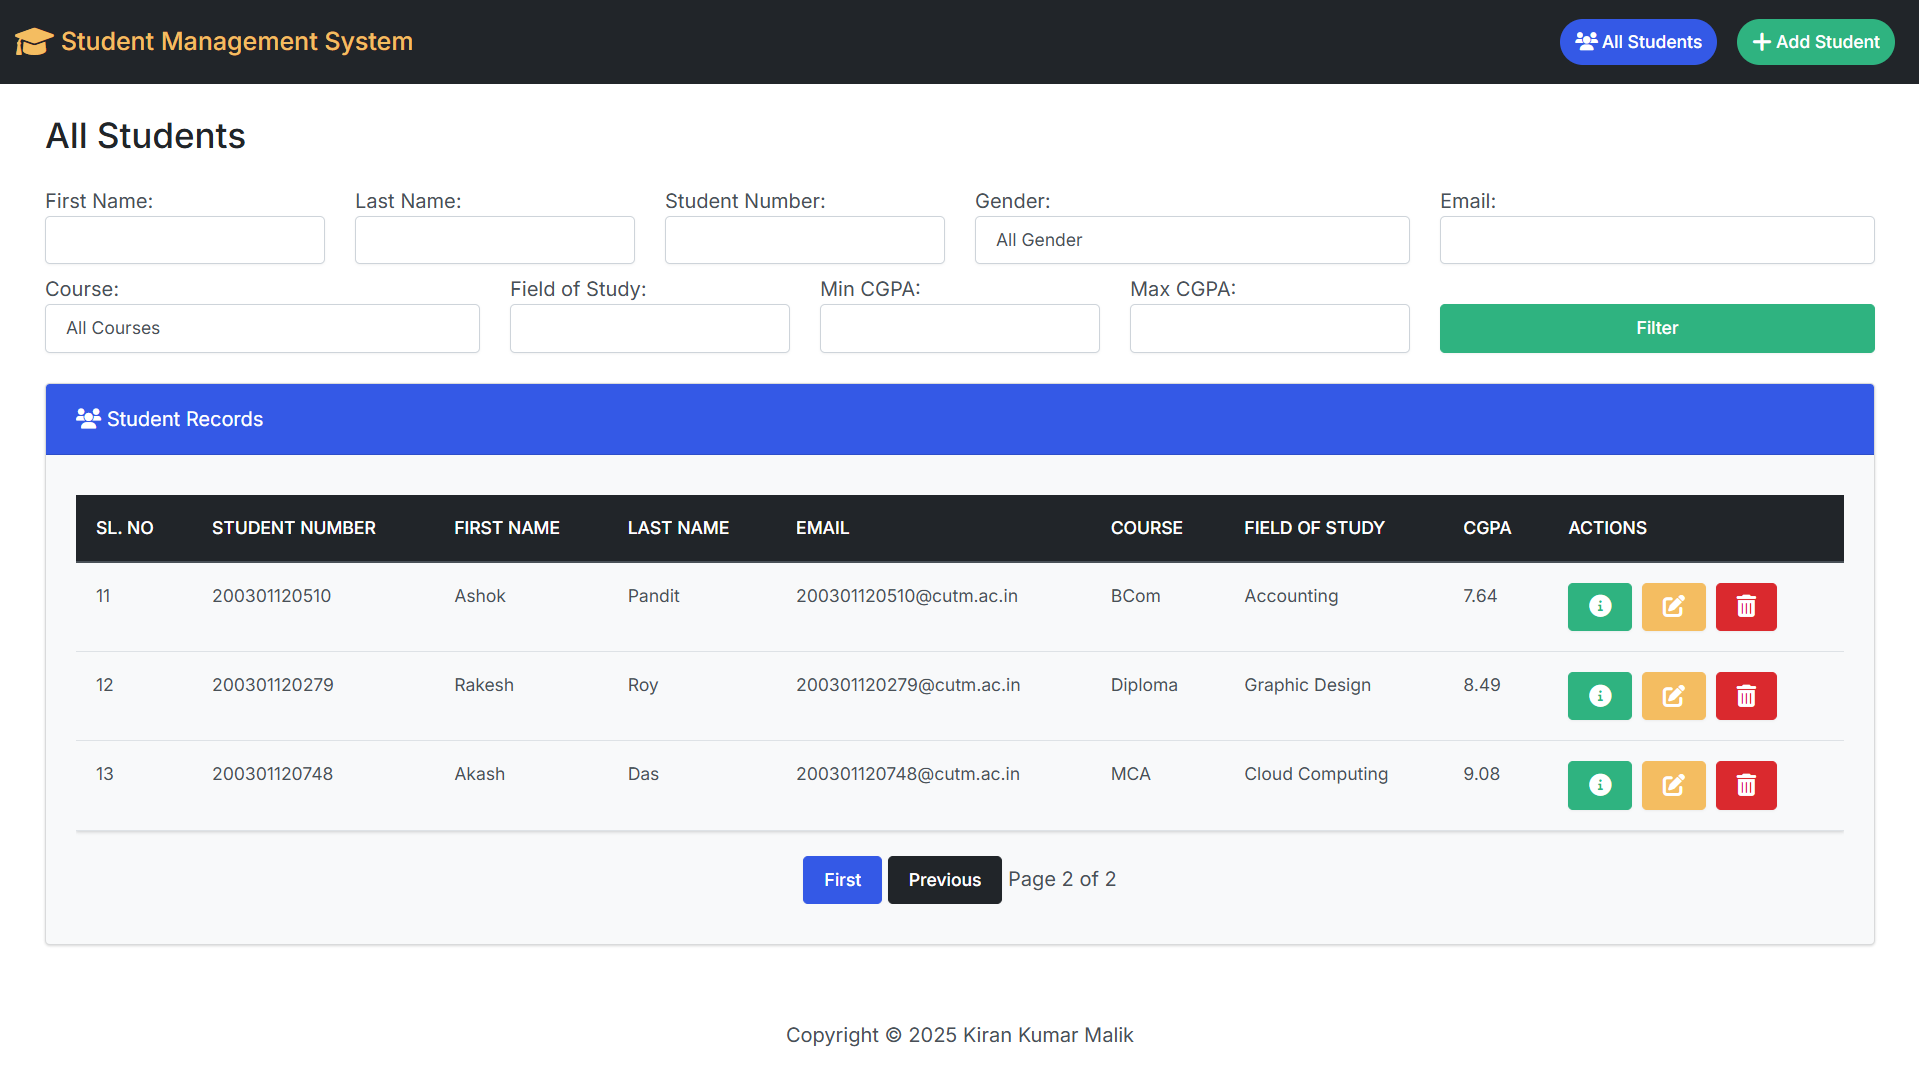 Student Management System
All Students
Add Student
All Students
First Name:
Last Name:
Student Number:
Gender:
Email:
All Gender
Course:
Field of Study:
Min CGPA:
Max CGPA:
All Courses
Filter
Student Records
SL. NO STUDENT NUMBER FIRST NAME LAST NAME EMAIL COURSE FIELD OF STUDY CGPA ACTIONS
11 200301120510 Ashok Pandit 200301120510@cutm.ac.in BCom Accounting 7.64
12 200301120279 Rakesh Roy 200301120279@cutm.ac.in Diploma Graphic Design 8.49
13 200301120748 Akash Das 200301120748@cutm.ac.in MCA Cloud Computing 9.08
First Previous Page 2 of 2
Copyright © 2025 Kiran Kumar Malik